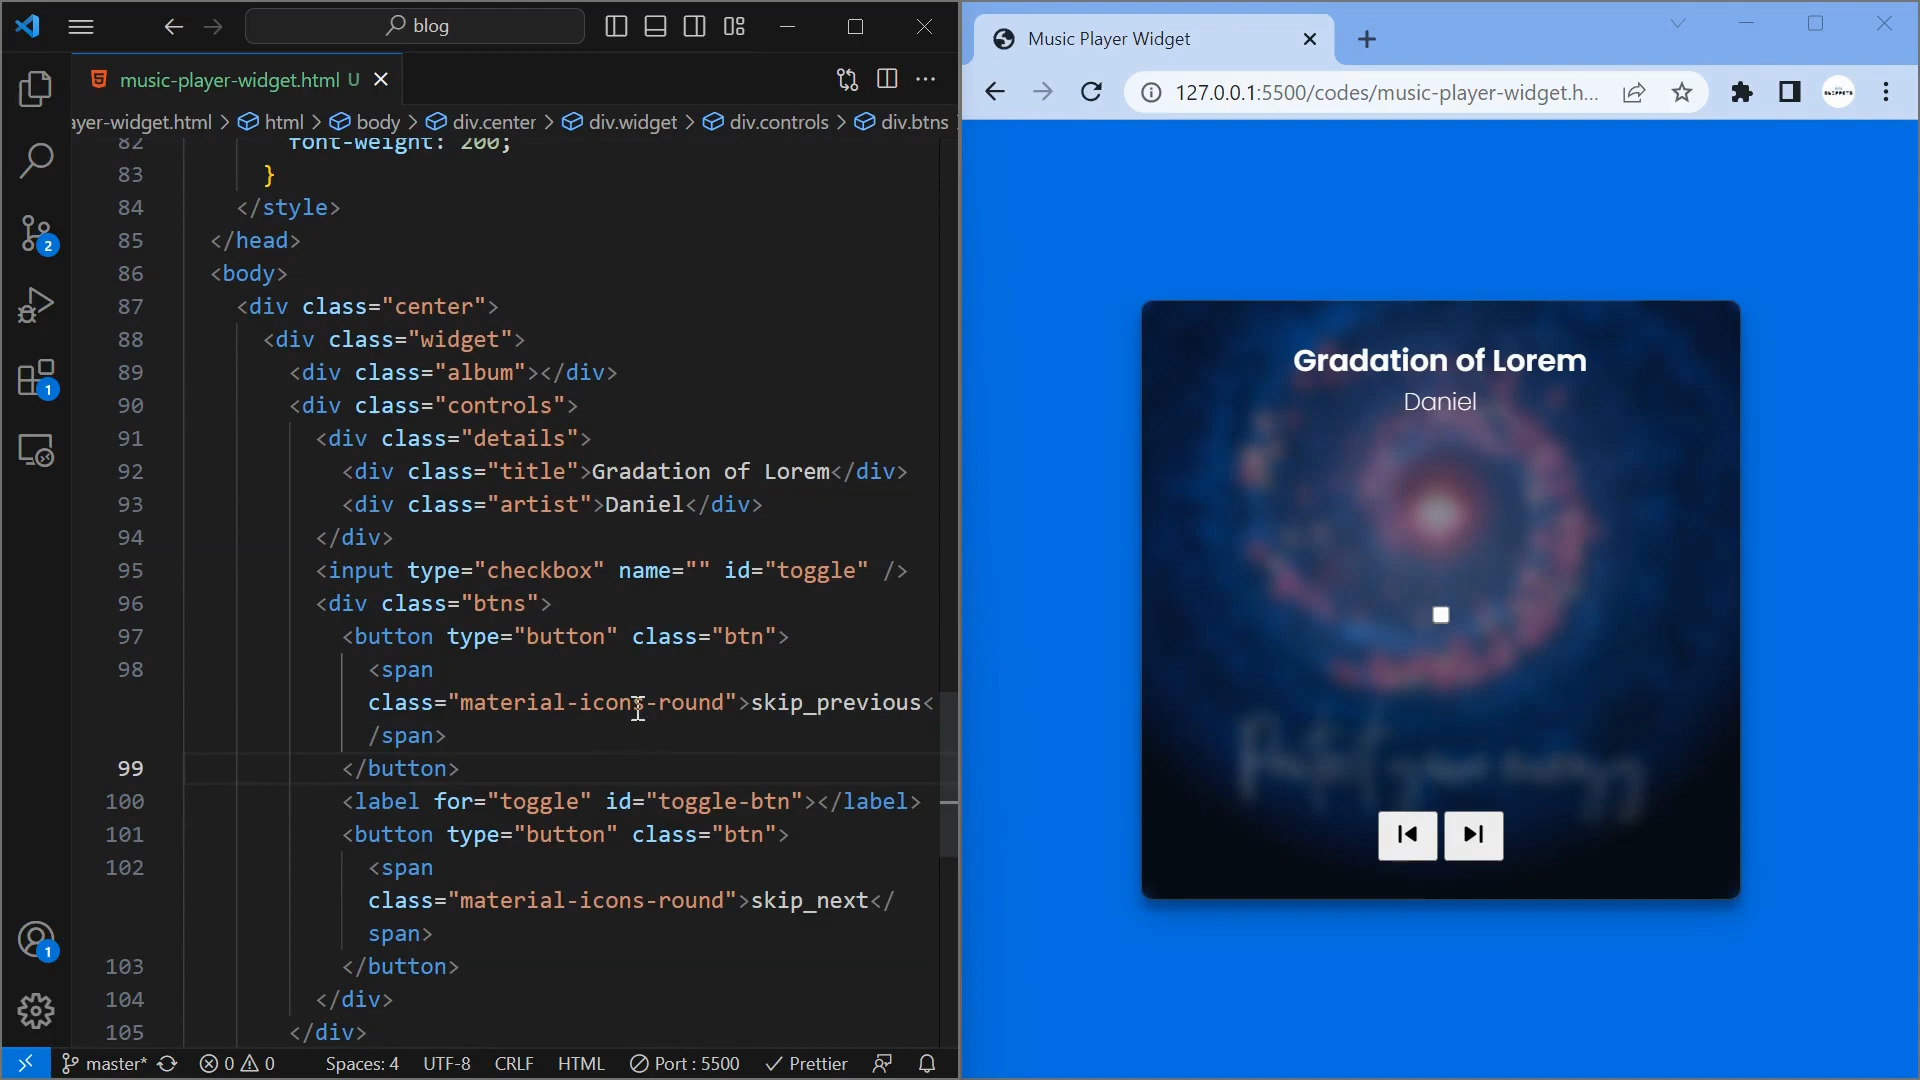 blog
music-player-widget.html U
ayer-widget.html > html > body > div.center > div.widget > div.controls > div.btns
82 font-weight: 200;
83 }
84 </style>
85 </head>
86 <body>
87 <div class="center">
88 <div class="widget">
89 <div class="album"></div>
90 <div class="controls">
91 <div class="details">
92 <div class="title">Gradation of Lorem</div>
93 <div class="artist">Daniel</div>
94 </div>
95 <input type="checkbox" name="" id="toggle" />
96 <div class="btns">
97 <button type="button" class="btn">
98 <span
class="material-icons-round">skip_previous<
/span>
99 </button>
100 <label for="toggle" id="toggle-btn"></label>
101 <button type="button" class="btn">
102 <span
class="material-icons-round">skip_next</
span>
103 </button>
104 </div>
105 </div>
2
1
1
master* 0 0 Spaces: 4 UTF-8 CRLF HTML Port : 5500 Prettier
Music Player Widget
127.0.0.1:5500/codes/music-player-widget.h...
Gradation of Lorem
Daniel